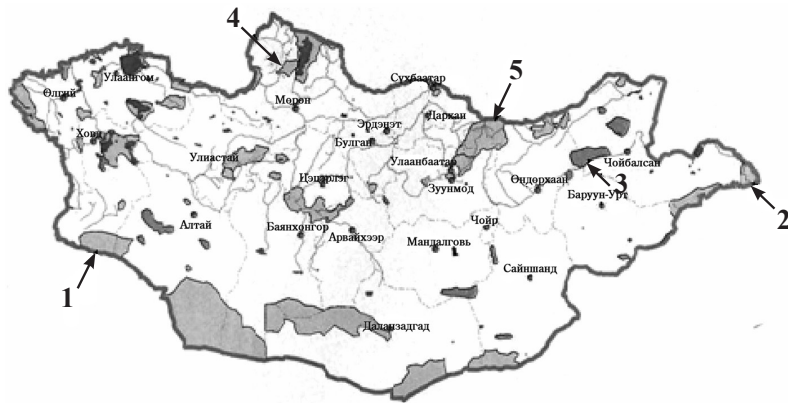 4
5
Сүхбаатар
Улаангом
Өлгий
Мөрөн
Дархан
Эрдэнэт
Булган
Ховд
Чойбалсан
Улиастай
Улаанбаатар
Цэцэрлэг
Зуунмод
Өндөрхаан
3
Баруун-Урт
2
Алтай
Чойр
Баянхонгор
Арвайхээр
Мандалговь
1
Сайншанд
Даланзадгад